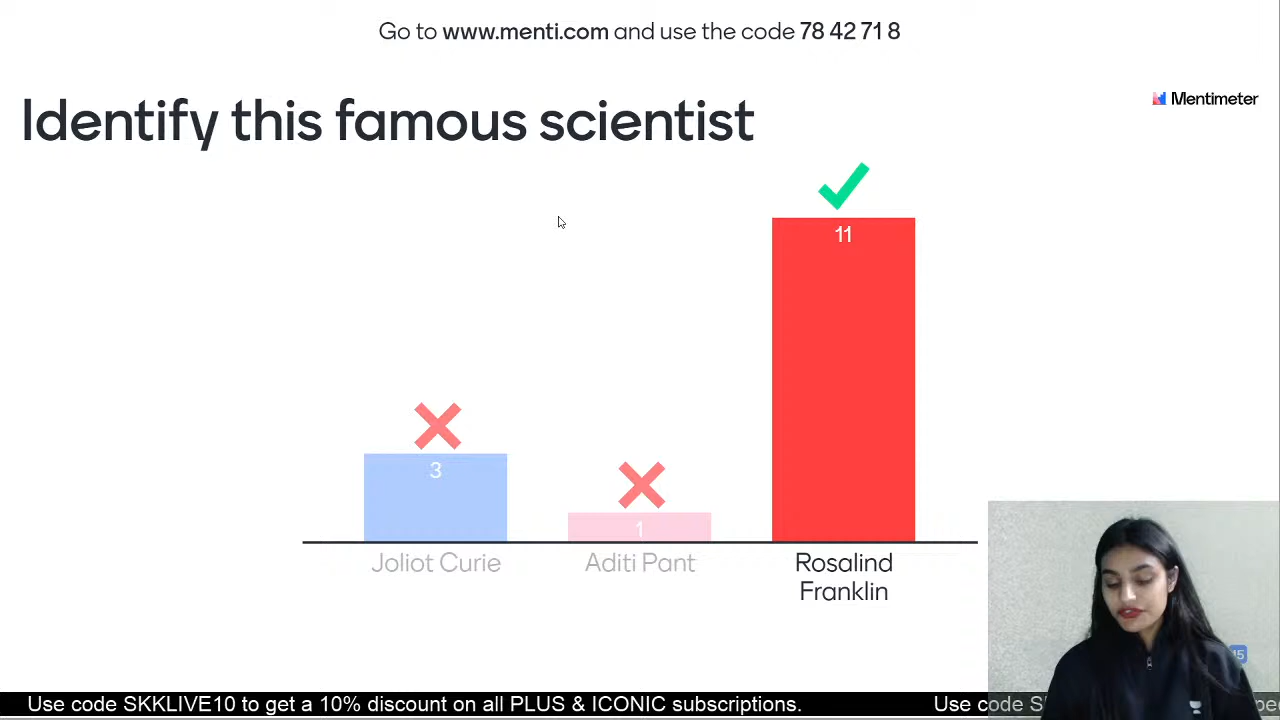 Go to www.menti.com and use the code 78 42 71 8
Identify this famous scientist
Mentimeter
11
3
1
Joliot Curie
Aditi Pant
Rosalind
Franklin
15
Use code SKKLIVE10 to get a 10% discount on all PLUS & ICONIC subscriptions.
Use code S